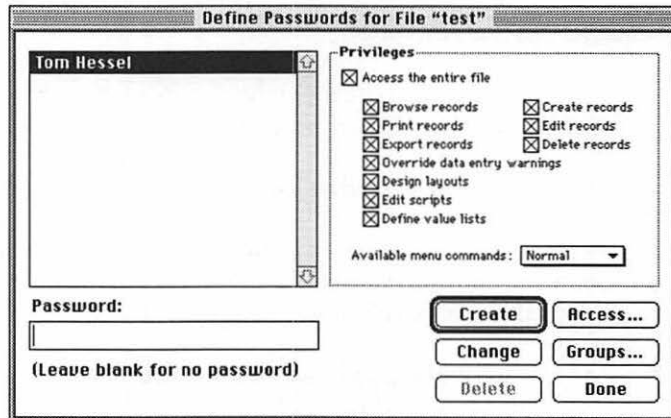 Define Passwords for File “test”
Tom Hessel
Privileges
Access the entire file
Browse records
Create records
Print records
Edit records
Export records
Delete records
Override data entry warnings
Design layouts
Edit scripts
Define value lists
Available menu commands: Normal
Password:
(Leave blank for no password)
Create
Access...
Change
Groups...
Delete
Done